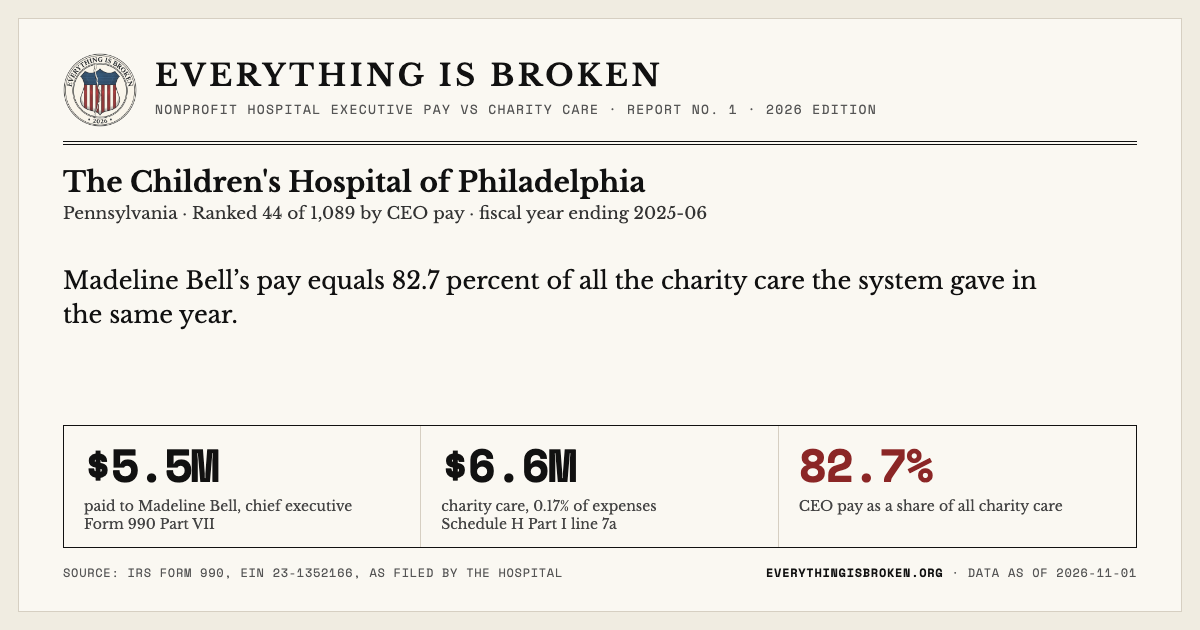 EVERYTHING IS BROKEN
2026
EVERYTHING IS BROKEN
NONPROFIT HOSPITAL EXECUTIVE PAY VS CHARITY CARE · REPORT NO. 1 · 2026 EDITION
The Children's Hospital of Philadelphia
Pennsylvania · Ranked 44 of 1,089 by CEO pay · fiscal year ending 2025-06
Madeline Bell’s pay equals 82.7 percent of all the charity care the system gave in
the same year.
$5.5M
paid to Madeline Bell, chief executive
Form 990 Part VII
$6.6M
charity care, 0.17% of expenses
Schedule H Part I line 7a
82.7%
CEO pay as a share of all charity care
SOURCE: IRS FORM 990, EIN 23-1352166, AS FILED BY THE HOSPITAL
EVERYTHINGISBROKEN.ORG · DATA AS OF 2026-11-01